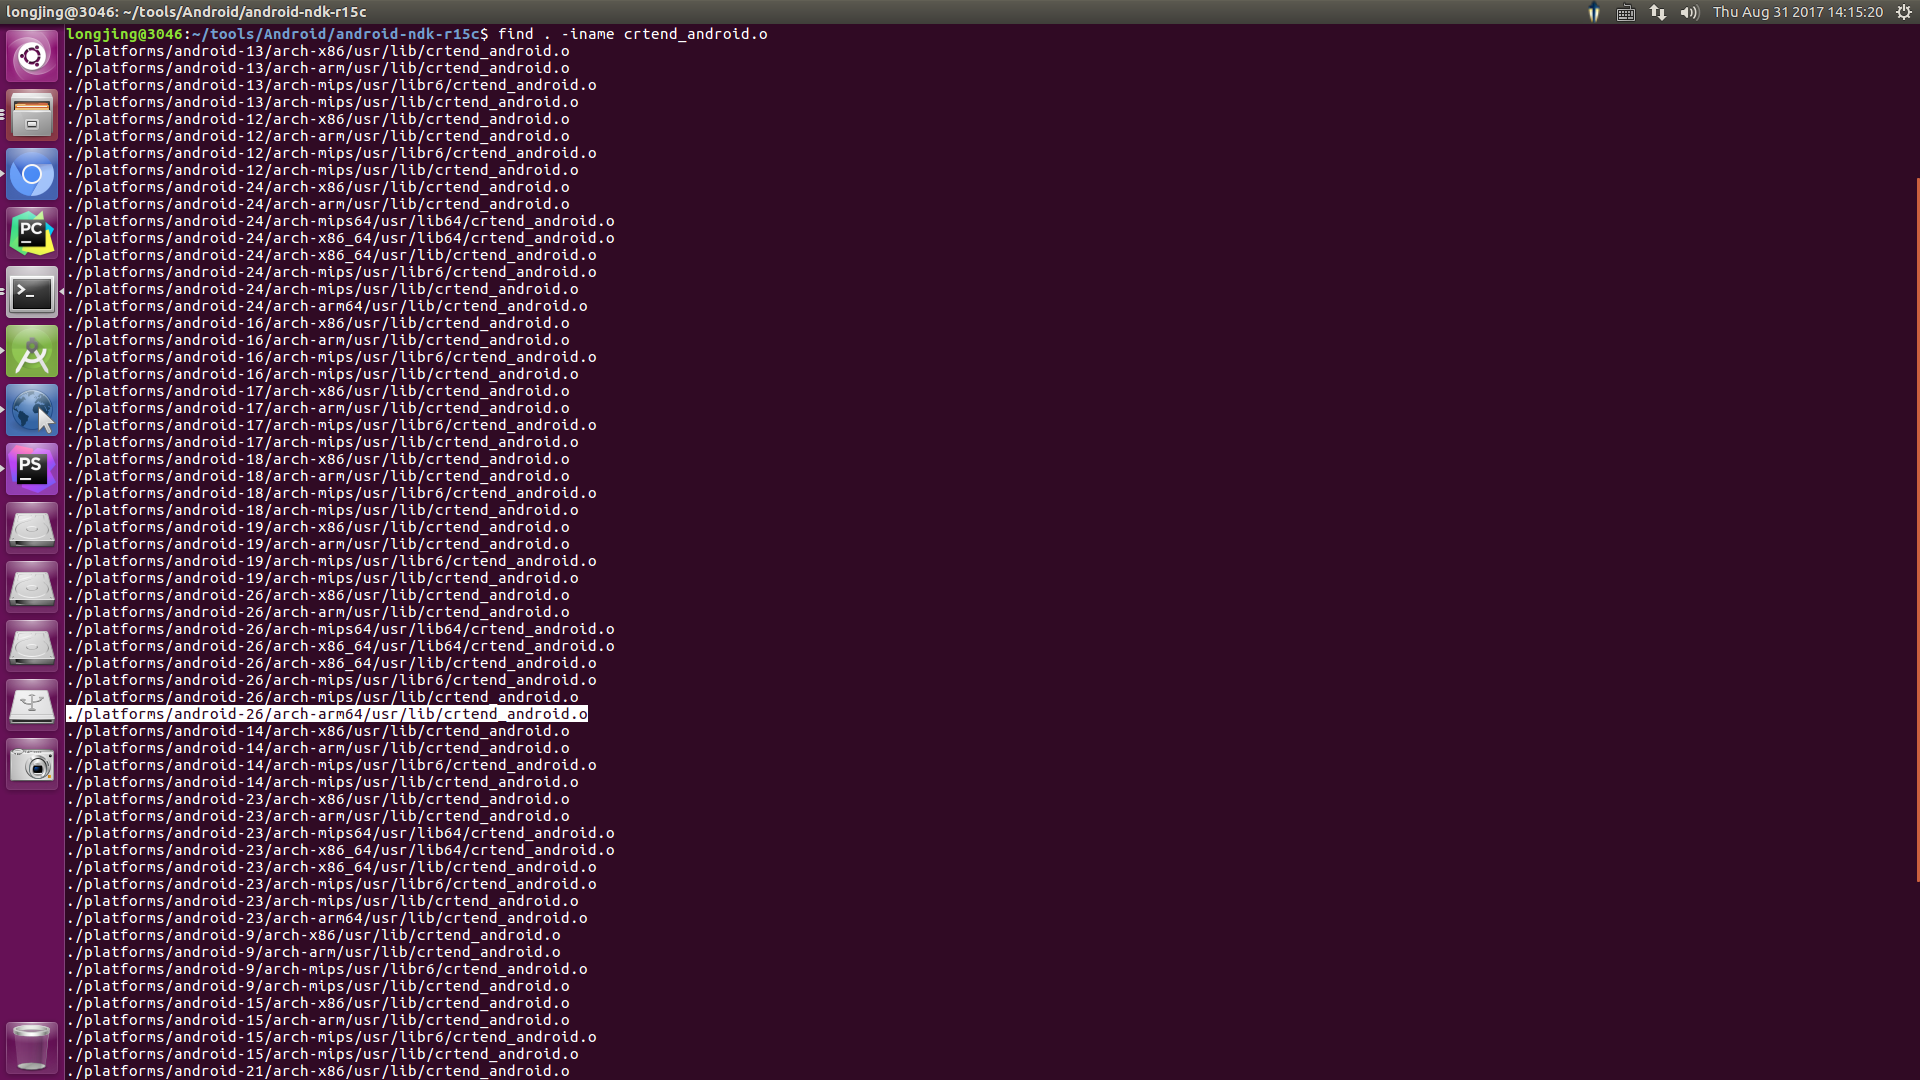 longjing@3046: ~/tools/Android/android-ndk-r15c
Thu Aug 31 2017 14:15:20
longjing@3046:~/tools/Android/android-ndk-r15c$ find . -iname crtend_android.o
./platforms/android-13/arch-x86/usr/lib/crtend_android.o
./platforms/android-13/arch-arm/usr/lib/crtend_android.o
./platforms/android-13/arch-mips/usr/libr6/crtend_android.o
./platforms/android-13/arch-mips/usr/lib/crtend_android.o
./platforms/android-12/arch-x86/usr/lib/crtend_android.o
./platforms/android-12/arch-arm/usr/lib/crtend_android.o
./platforms/android-12/arch-mips/usr/libr6/crtend_android.o
./platforms/android-12/arch-mips/usr/lib/crtend_android.o
./platforms/android-24/arch-x86/usr/lib/crtend_android.o
./platforms/android-24/arch-arm/usr/lib/crtend_android.o
./platforms/android-24/arch-mips64/usr/lib64/crtend_android.o
./platforms/android-24/arch-x86_64/usr/lib64/crtend_android.o
./platforms/android-24/arch-x86_64/usr/lib/crtend_android.o
./platforms/android-24/arch-mips/usr/libr6/crtend_android.o
./platforms/android-24/arch-mips/usr/lib/crtend_android.o
./platforms/android-24/arch-arm64/usr/lib/crtend_android.o
./platforms/android-16/arch-x86/usr/lib/crtend_android.o
./platforms/android-16/arch-arm/usr/lib/crtend_android.o
./platforms/android-16/arch-mips/usr/libr6/crtend_android.o
./platforms/android-16/arch-mips/usr/lib/crtend_android.o
./platforms/android-17/arch-x86/usr/lib/crtend_android.o
./platforms/android-17/arch-arm/usr/lib/crtend_android.o
./platforms/android-17/arch-mips/usr/libr6/crtend_android.o
./platforms/android-17/arch-mips/usr/lib/crtend_android.o
./platforms/android-18/arch-x86/usr/lib/crtend_android.o
./platforms/android-18/arch-arm/usr/lib/crtend_android.o
./platforms/android-18/arch-mips/usr/libr6/crtend_android.o
./platforms/android-18/arch-mips/usr/lib/crtend_android.o
./platforms/android-19/arch-x86/usr/lib/crtend_android.o
./platforms/android-19/arch-arm/usr/lib/crtend_android.o
./platforms/android-19/arch-mips/usr/libr6/crtend_android.o
./platforms/android-19/arch-mips/usr/lib/crtend_android.o
./platforms/android-26/arch-x86/usr/lib/crtend_android.o
./platforms/android-26/arch-arm/usr/lib/crtend_android.o
./platforms/android-26/arch-mips64/usr/lib64/crtend_android.o
./platforms/android-26/arch-x86_64/usr/lib64/crtend_android.o
./platforms/android-26/arch-x86_64/usr/lib/crtend_android.o
./platforms/android-26/arch-mips/usr/libr6/crtend_android.o
./platforms/android-26/arch-mips/usr/lib/crtend_android.o
./platforms/android-26/arch-arm64/usr/lib/crtend_android.o
./platforms/android-14/arch-x86/usr/lib/crtend_android.o
./platforms/android-14/arch-arm/usr/lib/crtend_android.o
./platforms/android-14/arch-mips/usr/libr6/crtend_android.o
./platforms/android-14/arch-mips/usr/lib/crtend_android.o
./platforms/android-23/arch-x86/usr/lib/crtend_android.o
./platforms/android-23/arch-arm/usr/lib/crtend_android.o
./platforms/android-23/arch-mips64/usr/lib64/crtend_android.o
./platforms/android-23/arch-x86_64/usr/lib64/crtend_android.o
./platforms/android-23/arch-x86_64/usr/lib/crtend_android.o
./platforms/android-23/arch-mips/usr/libr6/crtend_android.o
./platforms/android-23/arch-mips/usr/lib/crtend_android.o
./platforms/android-23/arch-arm64/usr/lib/crtend_android.o
./platforms/android-9/arch-x86/usr/lib/crtend_android.o
./platforms/android-9/arch-arm/usr/lib/crtend_android.o
./platforms/android-9/arch-mips/usr/libr6/crtend_android.o
./platforms/android-9/arch-mips/usr/lib/crtend_android.o
./platforms/android-15/arch-x86/usr/lib/crtend_android.o
./platforms/android-15/arch-arm/usr/lib/crtend_android.o
./platforms/android-15/arch-mips/usr/libr6/crtend_android.o
./platforms/android-15/arch-mips/usr/lib/crtend_android.o
./platforms/android-21/arch-x86/usr/lib/crtend_android.o
PC
PS